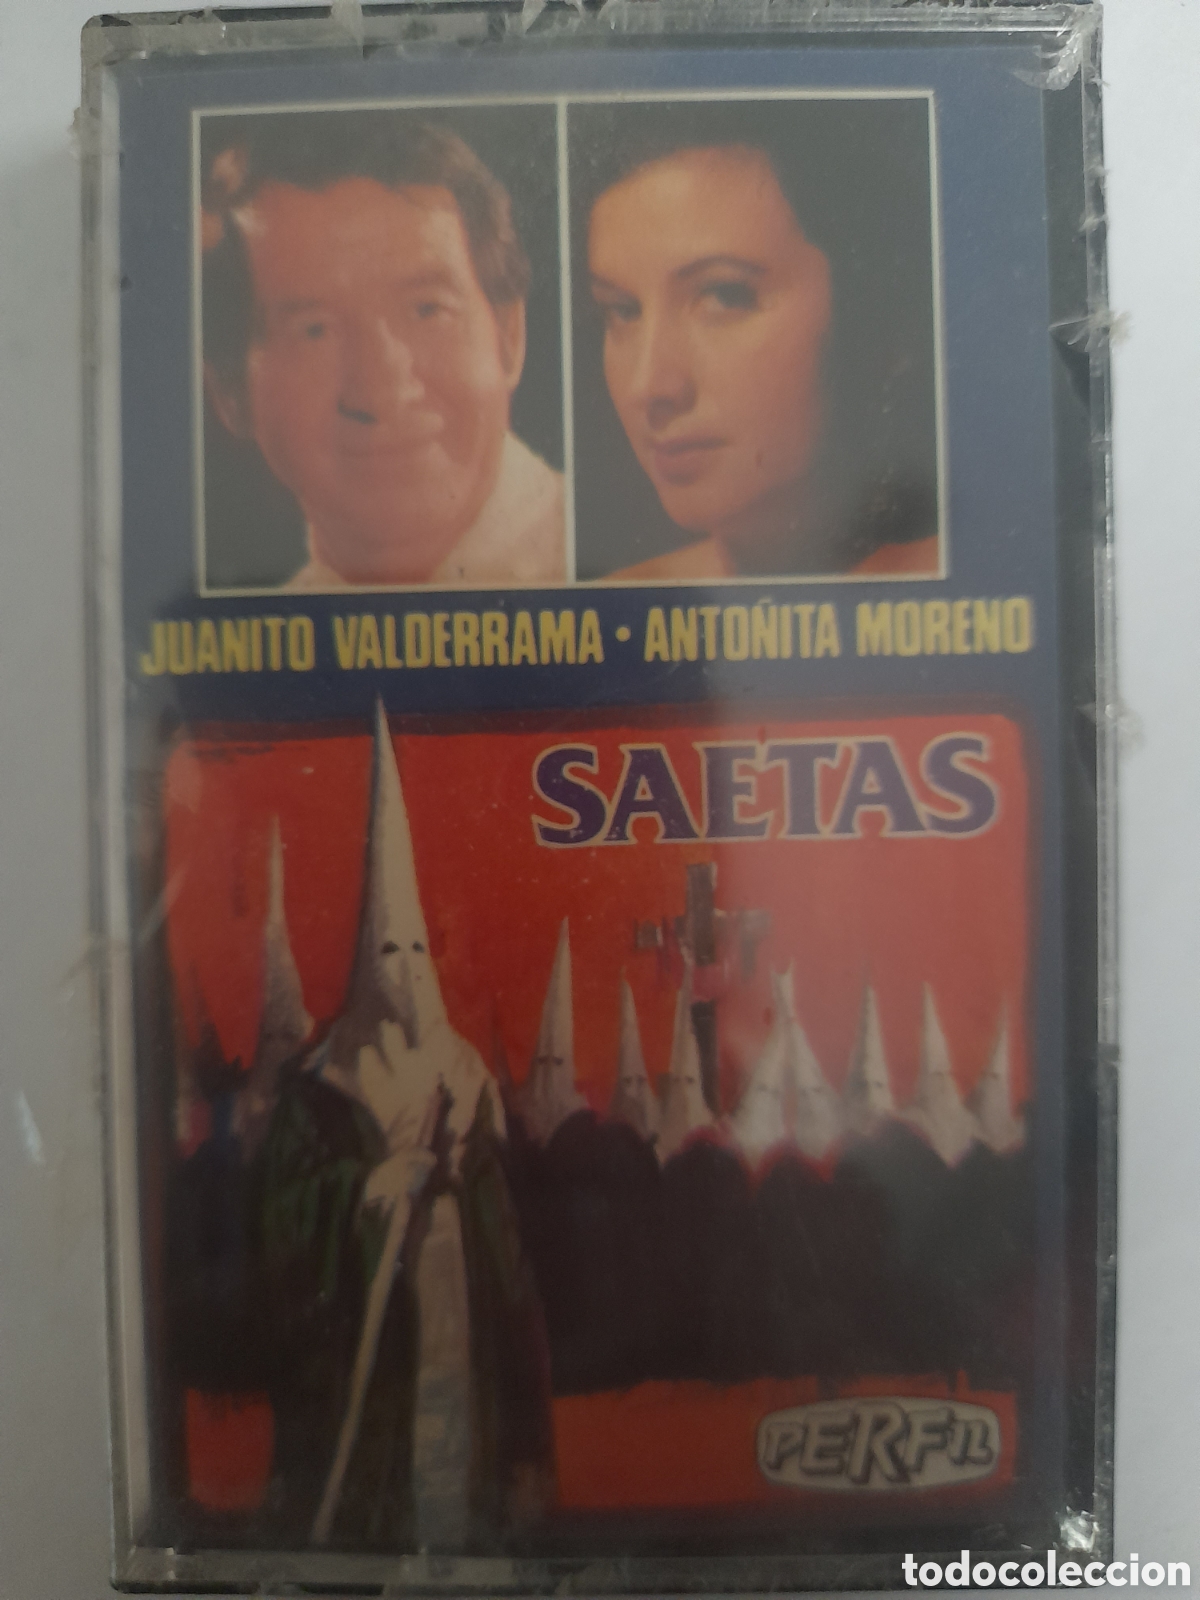 JUANITO VALDERRAMA · ANTOÑITA MORENO
SAETAS
PERFIL
todocoleccion